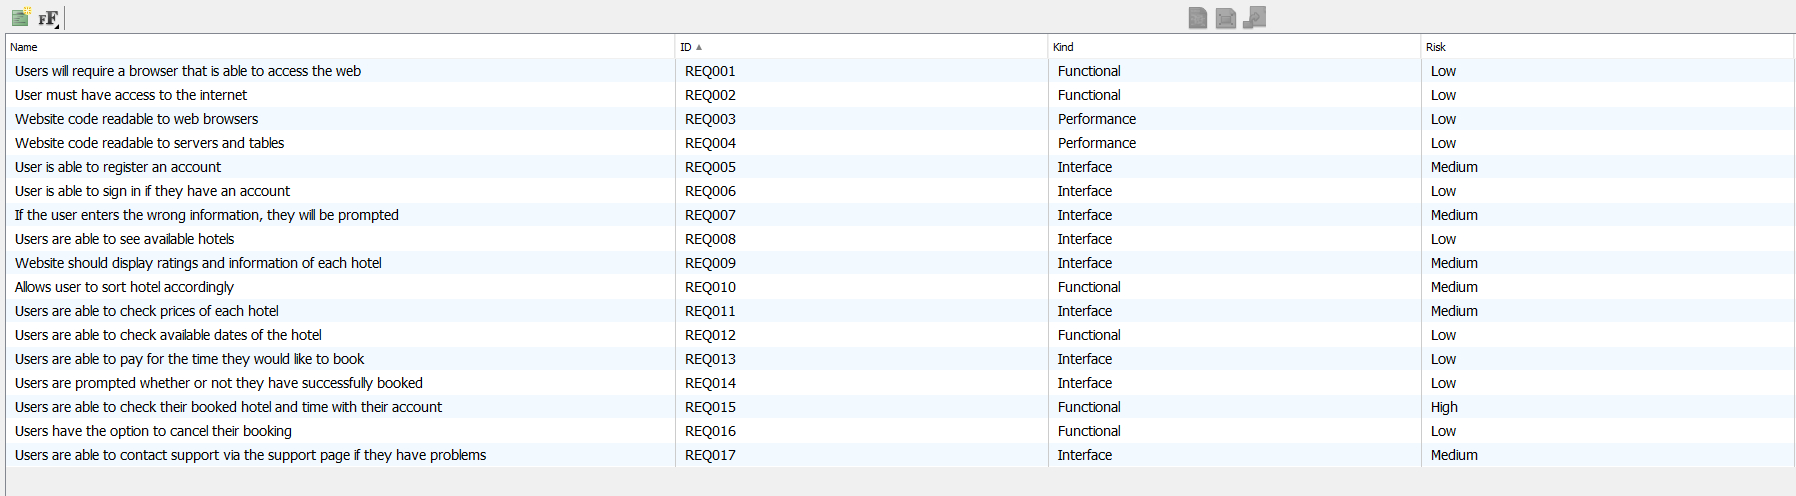 FF
Name ID ▲ Kind Risk
Users will require a browser that is able to access the web REQ001 Functional Low
User must have access to the internet REQ002 Functional Low
Website code readable to web browsers REQ003 Performance Low
Website code readable to servers and tables REQ004 Performance Low
User is able to register an account REQ005 Interface Medium
User is able to sign in if they have an account REQ006 Interface Low
If the user enters the wrong information, they will be prompted REQ007 Interface Medium
Users are able to see available hotels REQ008 Interface Low
Website should display ratings and information of each hotel REQ009 Interface Medium
Allows user to sort hotel accordingly REQ010 Functional Medium
Users are able to check prices of each hotel REQ011 Interface Medium
Users are able to check available dates of the hotel REQ012 Functional Low
Users are able to pay for the time they would like to book REQ013 Interface Low
Users are prompted whether or not they have successfully booked REQ014 Interface Low
Users are able to check their booked hotel and time with their account REQ015 Functional High
Users have the option to cancel their booking REQ016 Functional Low
Users are able to contact support via the support page if they have problems REQ017 Interface Medium